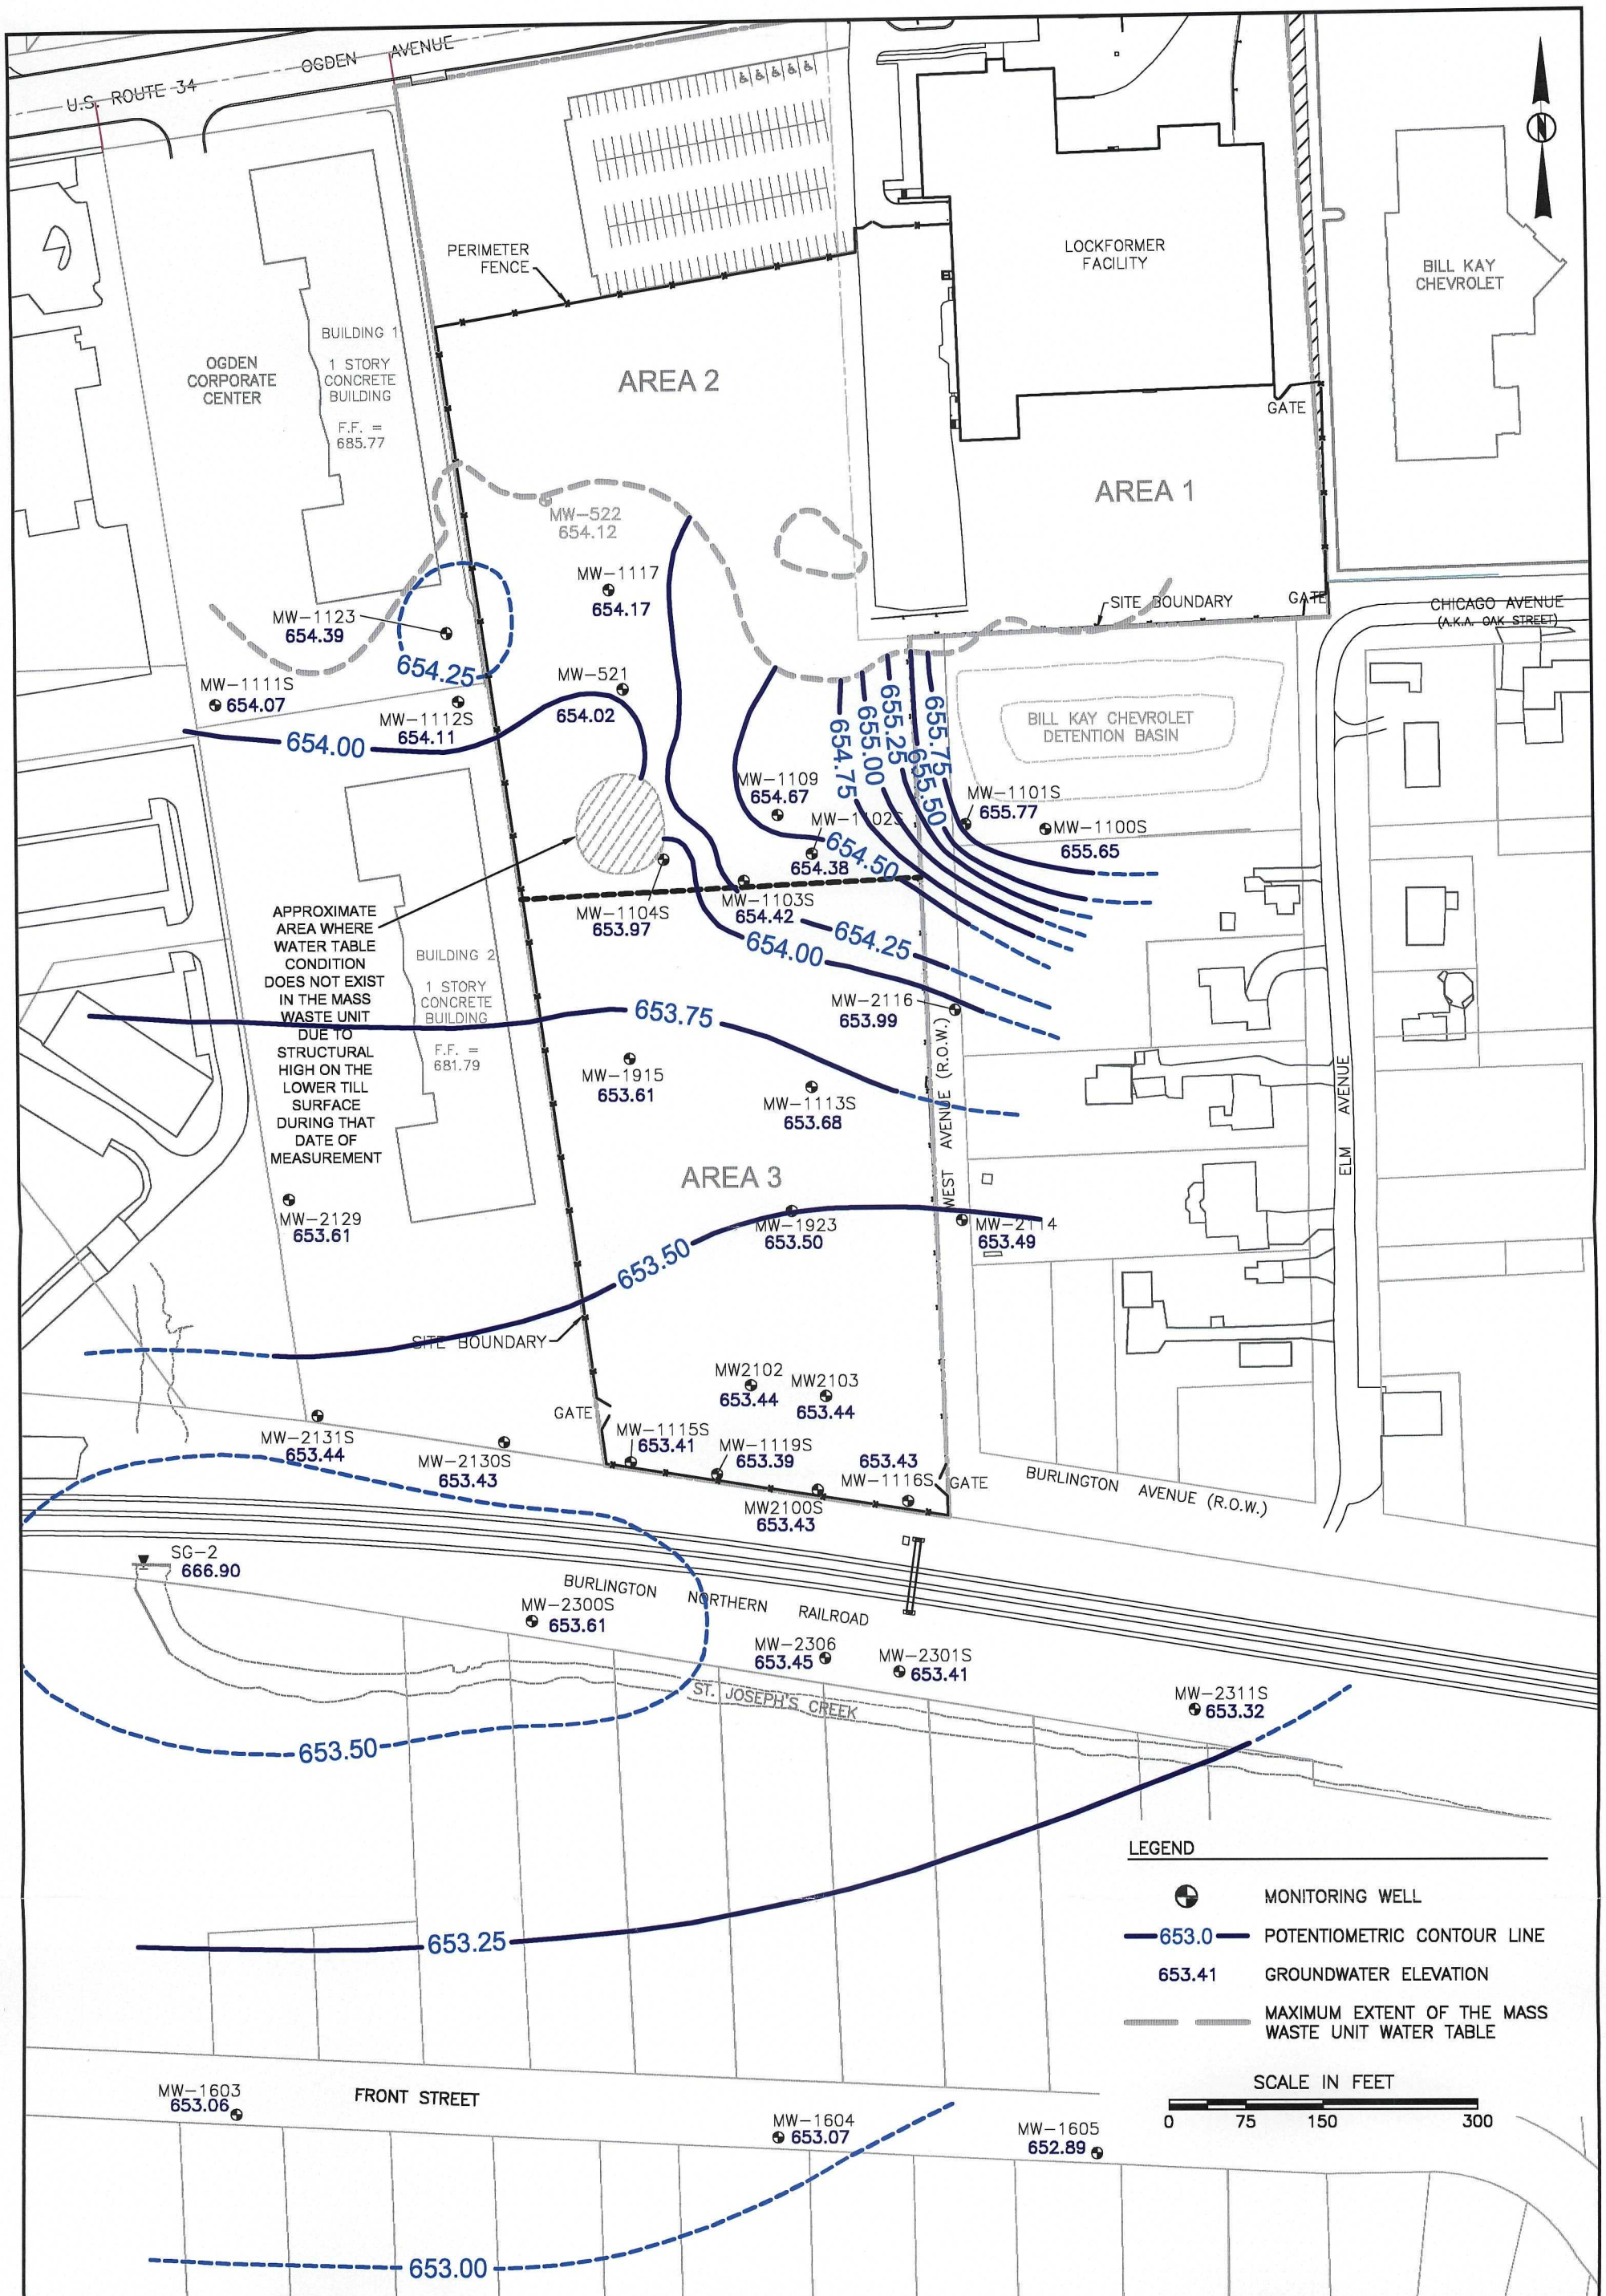 OGDEN AVENUE
U.S. ROUTE 34
PERIMETER
FENCE
LOCKFORMER
FACILITY
BILL KAY
CHEVROLET
N
OGDEN
CORPORATE
CENTER
BUILDING 1
1 STORY
CONCRETE
BUILDING
F.F. =
685.77
AREA 2
GATE
AREA 1
MW-522
654.12
MW-1117
654.17
MW-1123
654.39
654.25
SITE BOUNDARY
GATE
CHICAGO AVENUE
(A.K.A. OAK STREET)
MW-1111S
654.07
MW-1112S
654.11
MW-521
654.02
654.00
654.75
655.00
655.25
655.50
655.75
BILL KAY CHEVROLET
DETENTION BASIN
MW-1109
654.67
MW-1102S
654.38
654.50
MW-1101S
655.77
MW-1100S
655.65
MW-1104S
653.97
MW-1103S
654.42
654.25
654.00
APPROXIMATE
AREA WHERE
WATER TABLE
CONDITION
DOES NOT EXIST
IN THE MASS
WASTE UNIT
DUE TO
STRUCTURAL
HIGH ON THE
LOWER TILL
SURFACE
DURING THAT
DATE OF
MEASUREMENT
BUILDING 2
1 STORY
CONCRETE
BUILDING
F.F. =
681.79
653.75
MW-2116
653.99
MW-1915
653.61
MW-1113S
653.68
WEST AVENUE (R.O.W.)
ELM AVENUE
AREA 3
MW-2129
653.61
MW-1923
653.50
MW-2114
653.49
653.50
SITE BOUNDARY
MW2102
653.44
MW2103
653.44
GATE
MW-2131S
653.44
MW-2130S
653.43
MW-1115S
653.41
MW-1119S
653.39
653.43
MW-1116S
GATE
MW2100S
653.43
BURLINGTON AVENUE (R.O.W.)
SG-2
666.90
BURLINGTON NORTHERN RAILROAD
MW-2300S
653.61
MW-2306
653.45
MW-2301S
653.41
ST. JOSEPH'S CREEK
MW-2311S
653.32
653.50
653.25
LEGEND
MONITORING WELL
653.0 POTENTIOMETRIC CONTOUR LINE
653.41 GROUNDWATER ELEVATION
MAXIMUM EXTENT OF THE MASS
WASTE UNIT WATER TABLE
SCALE IN FEET
0 75 150 300
MW-1603
653.06
FRONT STREET
MW-1604
653.07
MW-1605
652.89
653.00